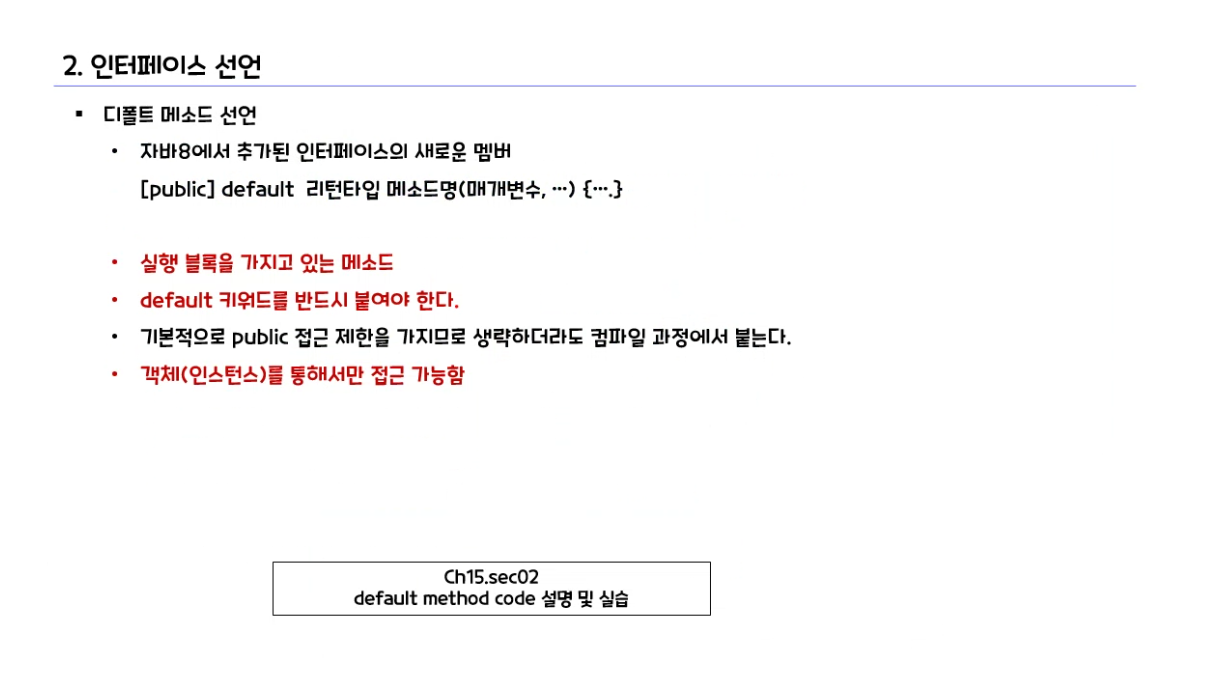 2. 인터페이스 선언
▪ 디폴트 메소드 선언
• 자바8에서 추가된 인터페이스의 새로운 멤버
[public] default 리턴타입 메소드명(매개변수, …) {….}
• 실행 블록을 가지고 있는 메소드
• default 키워드를 반드시 붙여야 한다.
• 기본적으로 public 접근 제한을 가지므로 생략하더라도 컴파일 과정에서 붙는다.
• 객체(인스턴스)를 통해서만 접근 가능함
Ch15.sec02
default method code 설명 및 실습